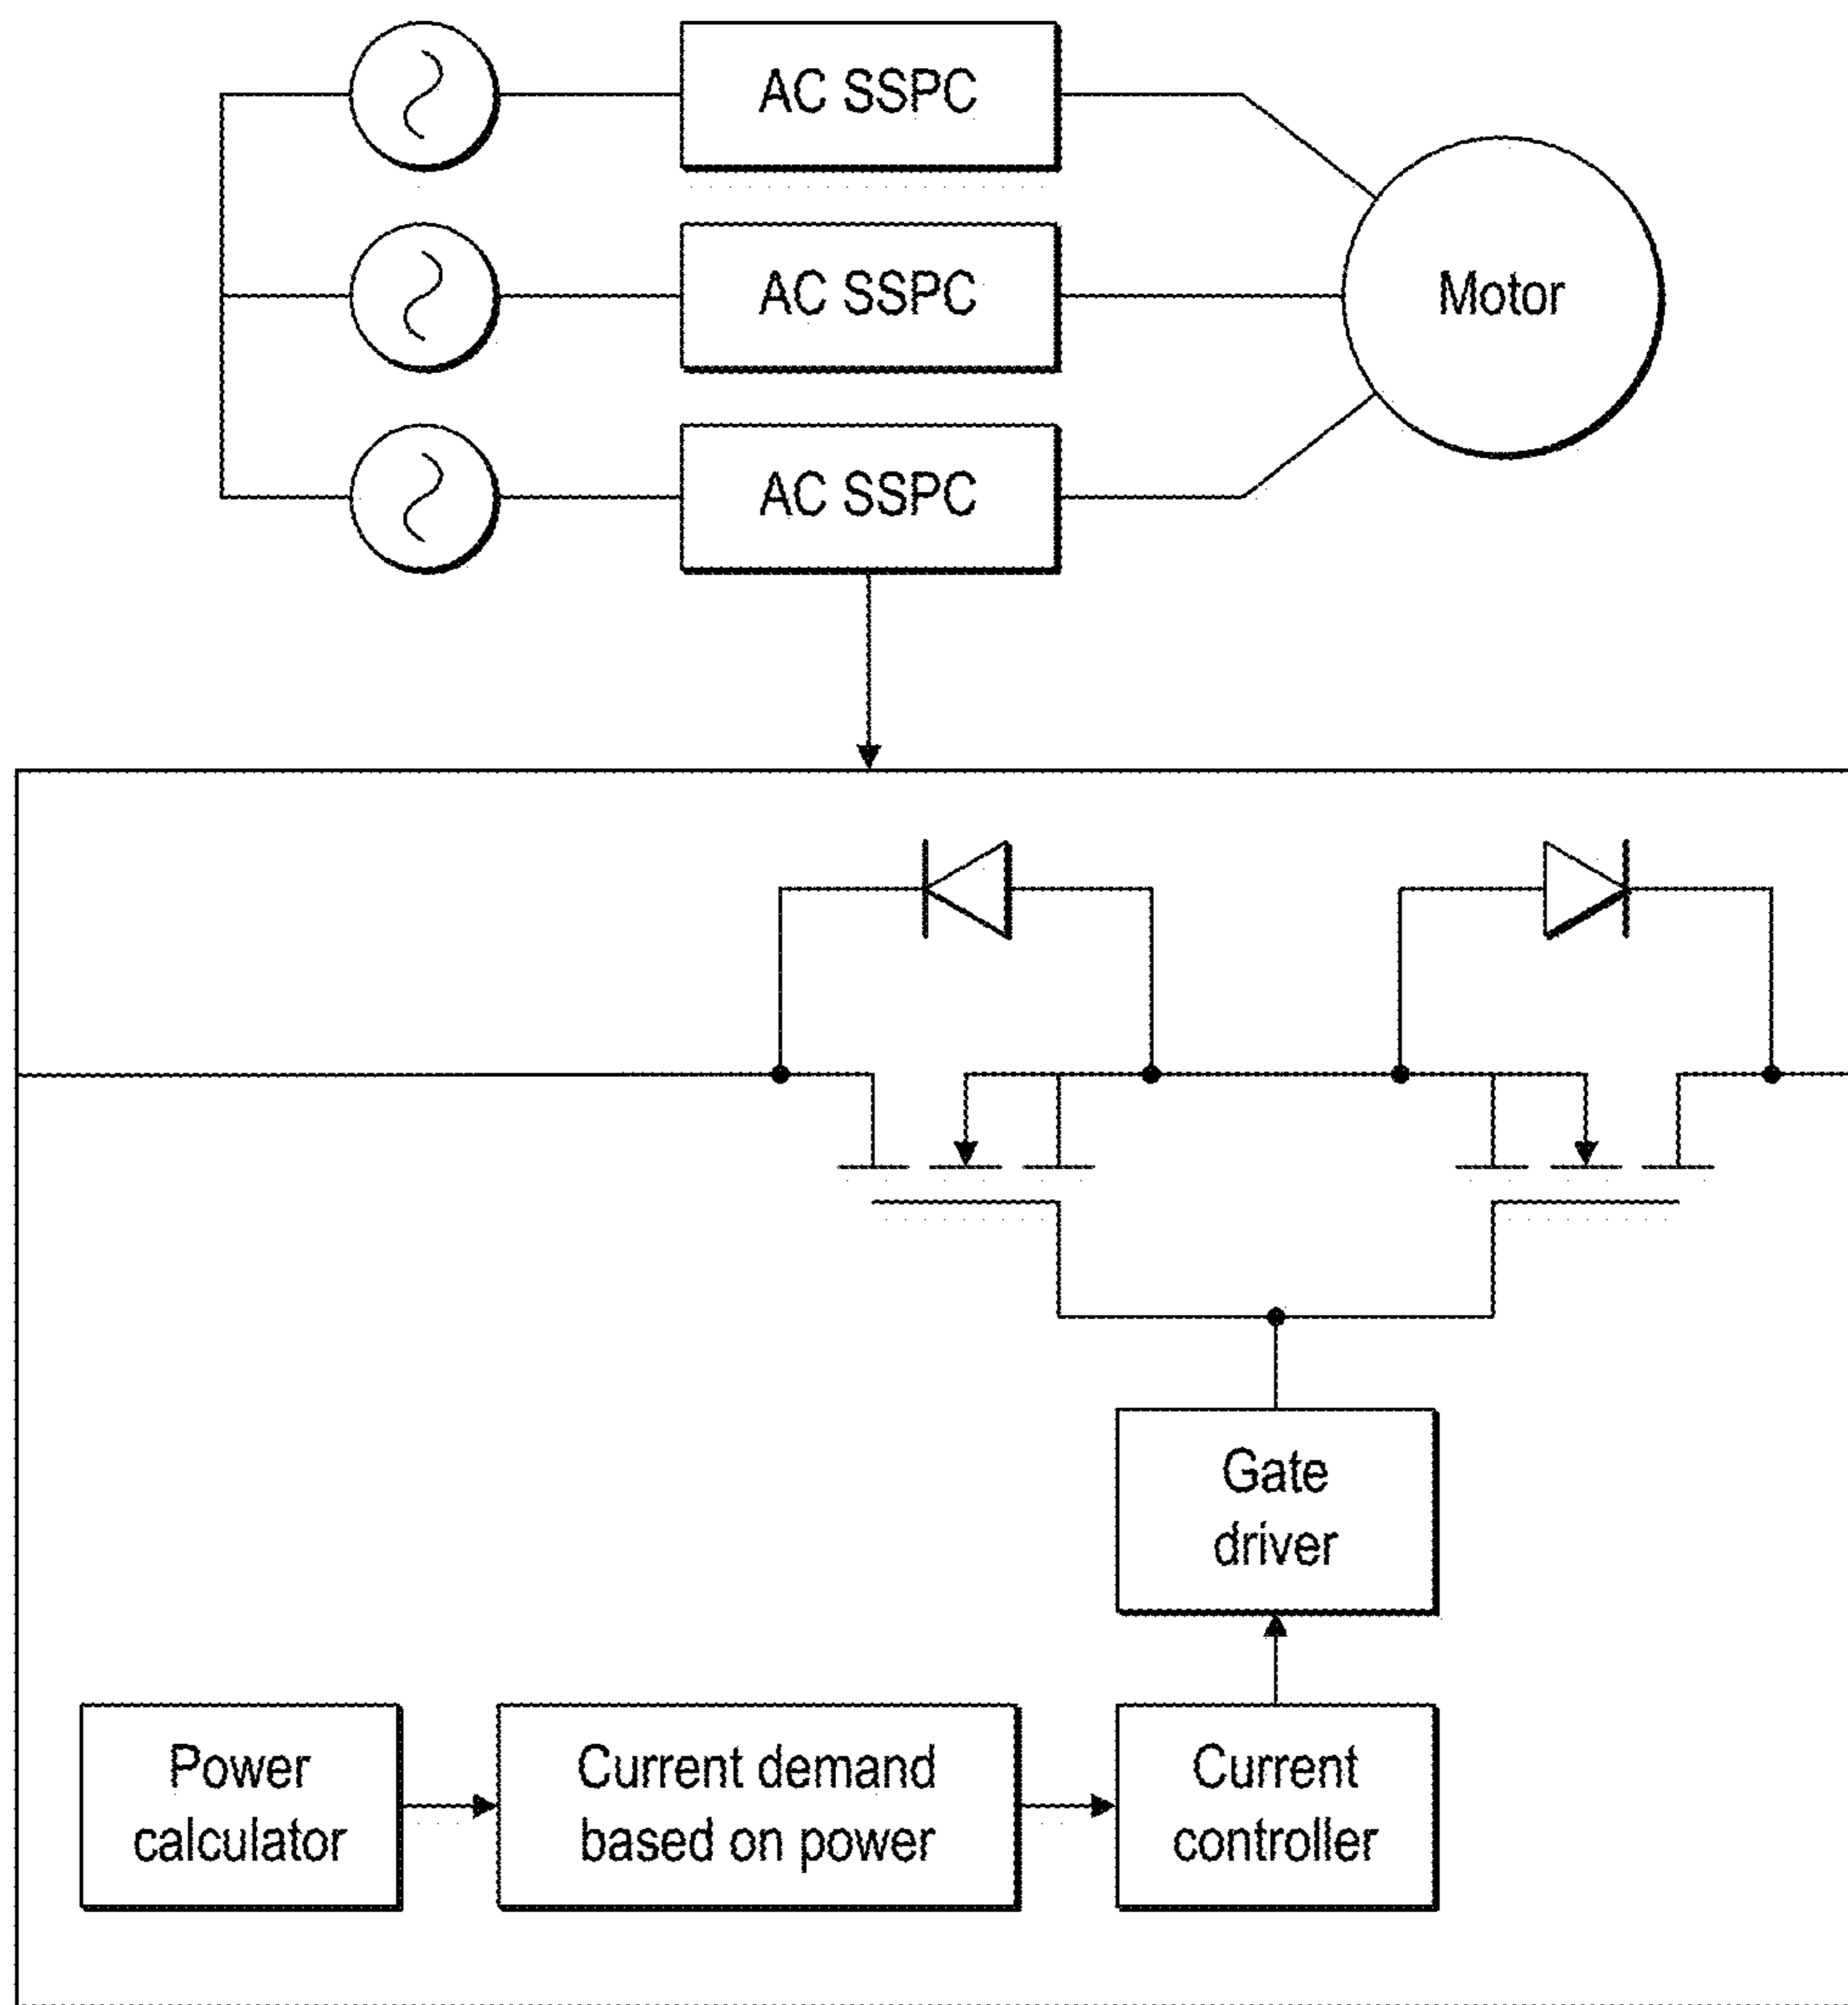 AC SSPC
AC SSPC
Motor
AC SSPC
Gate
driver
Power
calculator
Current demand
based on power
Current
controller